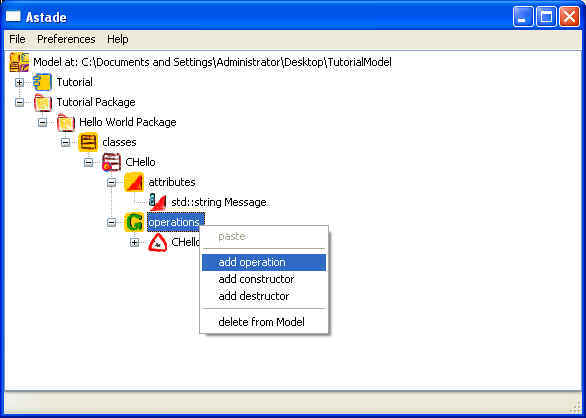 Astade
File Preferences Help
Model at: C:\Documents and Settings\Administrator\Desktop\TutorialModel
Tutorial
Tutorial Package
Hello World Package
classes
CHello
attributes
std::string Message
operations
paste
CHello
add operation
add constructor
add destructor
delete from Model